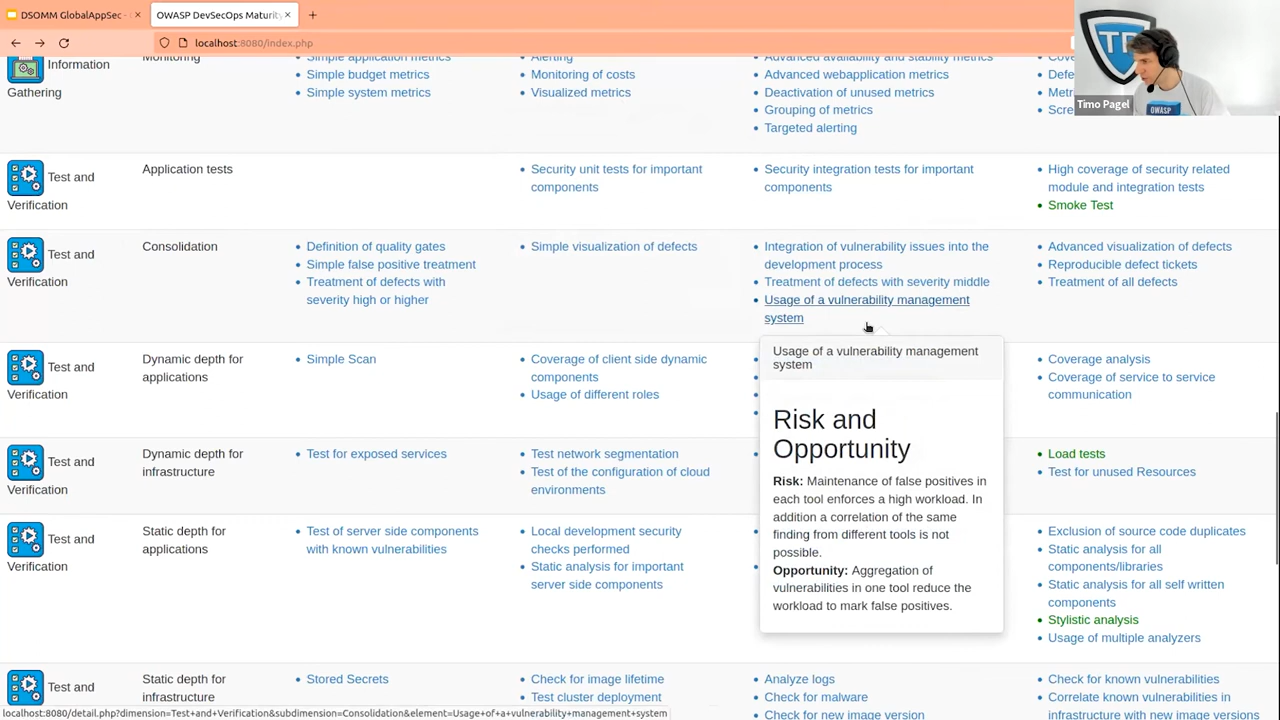 DSOMM GlobalAppSec -
OWASP DevSecOps Maturity
localhost:8080/index.php
Timo Pagel
OWASP
Information
Gathering
Monitoring
Simple application metrics
Simple budget metrics
Simple system metrics
Alerting
Monitoring of costs
Visualized metrics
Advanced availability and stability metrics
Advanced webapplication metrics
Deactivation of unused metrics
Grouping of metrics
Targeted alerting
Test and
Verification
Application tests
Security unit tests for important
components
Security integration tests for important
components
High coverage of security related
module and integration tests
Smoke Test
Test and
Verification
Consolidation
Definition of quality gates
Simple false positive treatment
Treatment of defects with
severity high or higher
Simple visualization of defects
Integration of vulnerability issues into the
development process
Treatment of defects with severity middle
Usage of a vulnerability management
system
Advanced visualization of defects
Reproducible defect tickets
Treatment of all defects
Usage of a vulnerability management
system
Risk and
Opportunity
Risk: Maintenance of false positives in
each tool enforces a high workload. In
addition a correlation of the same
finding from different tools is not
possible.
Opportunity: Aggregation of
vulnerabilities in one tool reduce the
workload to mark false positives.
Test and
Verification
Dynamic depth for
applications
Simple Scan
Coverage of client side dynamic
components
Usage of different roles
Coverage analysis
Coverage of service to service
communication
Test and
Verification
Dynamic depth for
infrastructure
Test for exposed services
Test network segmentation
Test of the configuration of cloud
environments
Load tests
Test for unused Resources
Test and
Verification
Static depth for
applications
Test of server side components
with known vulnerabilities
Local development security
checks performed
Static analysis for important
server side components
Exclusion of source code duplicates
Static analysis for all
components/libraries
Static analysis for all self written
components
Stylistic analysis
Usage of multiple analyzers
Test and
Static depth for
infrastructure
Stored Secrets
Check for image lifetime
Test cluster deployment
Analyze logs
Check for malware
Check for new image version
Check for known vulnerabilities
Correlate known vulnerabilities in
infrastructure with new image versions
localhost:8080/detail.php?dimension=Test+and+Verification&subdimension=Consolidation&element=Usage+of+a+vulnerability+management+system